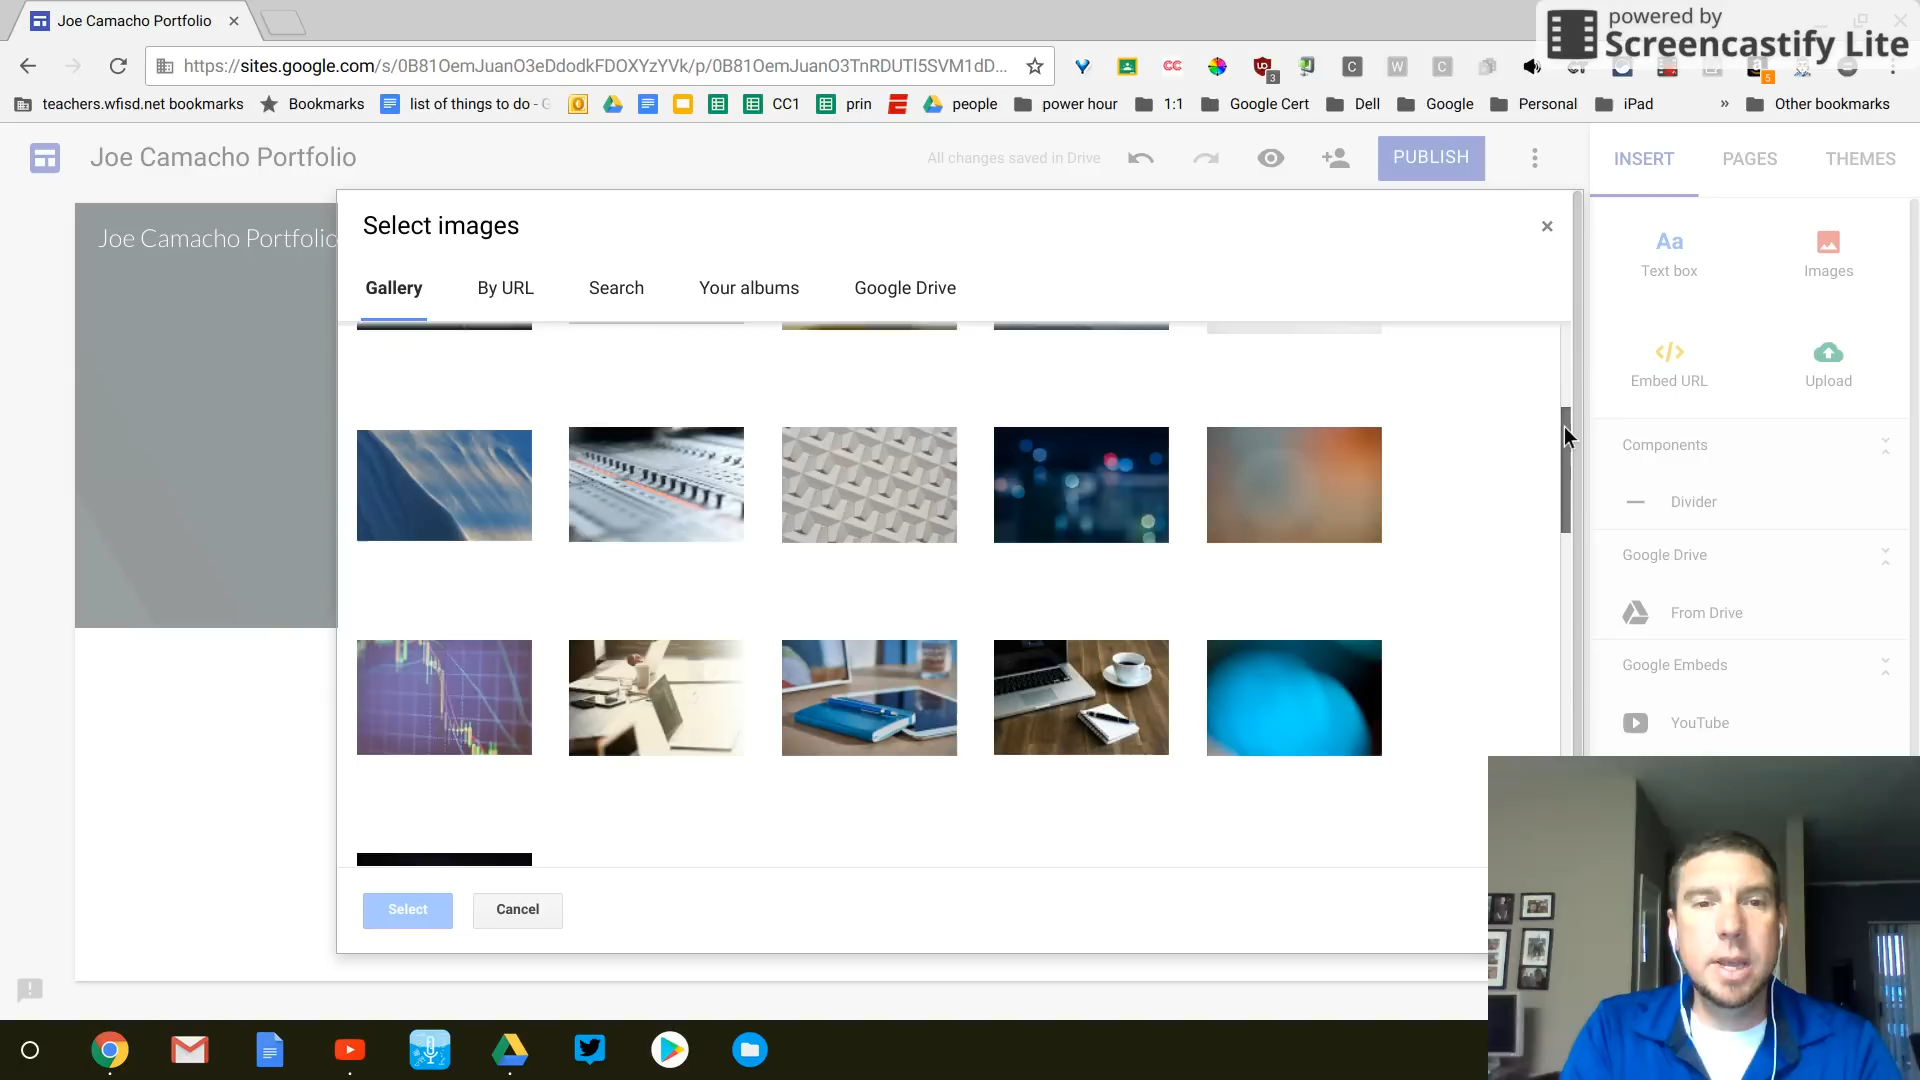 Joe Camacho Portfolio ×
powered by
Screencastify Lite
https://sites.google.com/s/0B81OemJuanO3eDdodkFDOXYzYVk/p/0B81OemJuanO3TnRDUTl5SVM1dD...
3
5
teachers.wfisd.net bookmarks
Bookmarks
list of things to do - G
CC1
prin
people
power hour
1:1
Google Cert
Dell
Google
Personal
iPad
»
Other bookmarks
Joe Camacho Portfolio
All changes saved in Drive
PUBLISH
INSERT
PAGES
THEMES
Joe Camacho Portfolio
Select images
×
Gallery
By URL
Search
Your albums
Google Drive
Aa
Text box
Images
Embed URL
Upload
Components
Divider
Google Drive
From Drive
Google Embeds
YouTube
Select
Cancel